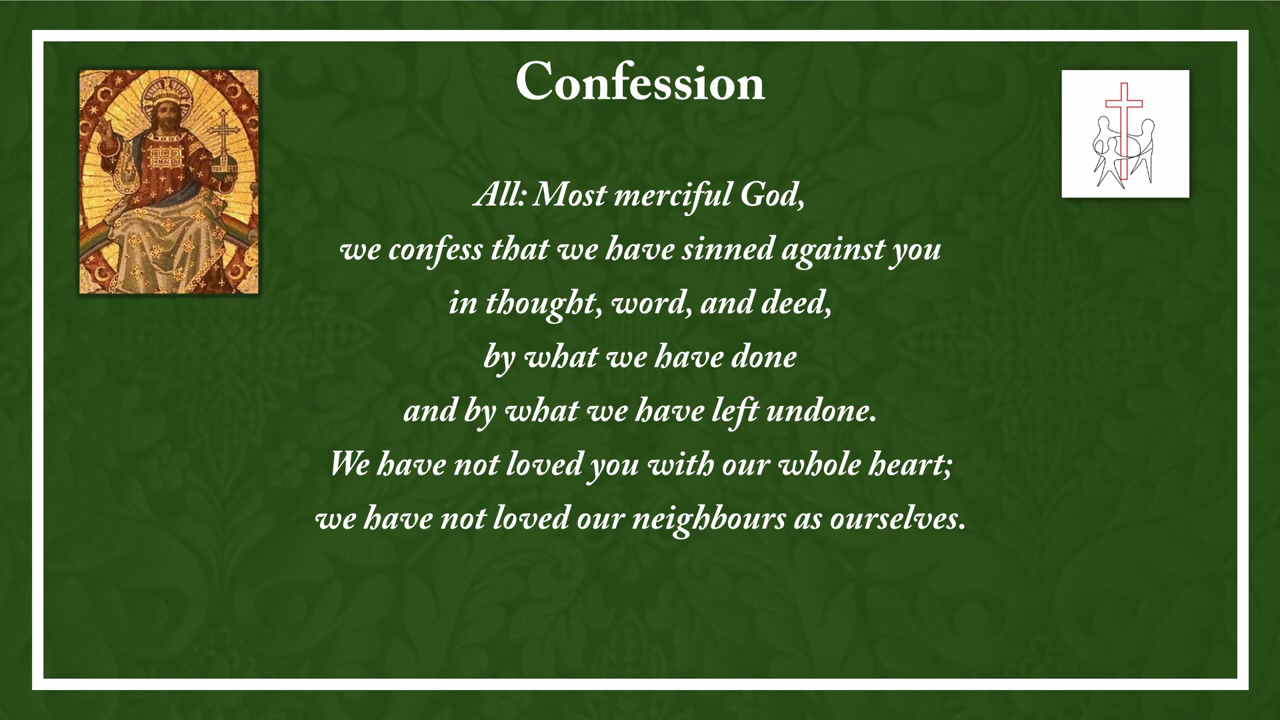 Confession
All: Most merciful God,
we confess that we have sinned against you
in thought, word, and deed,
by what we have done
and by what we have left undone.
We have not loved you with our whole heart;
we have not loved our neighbours as ourselves.